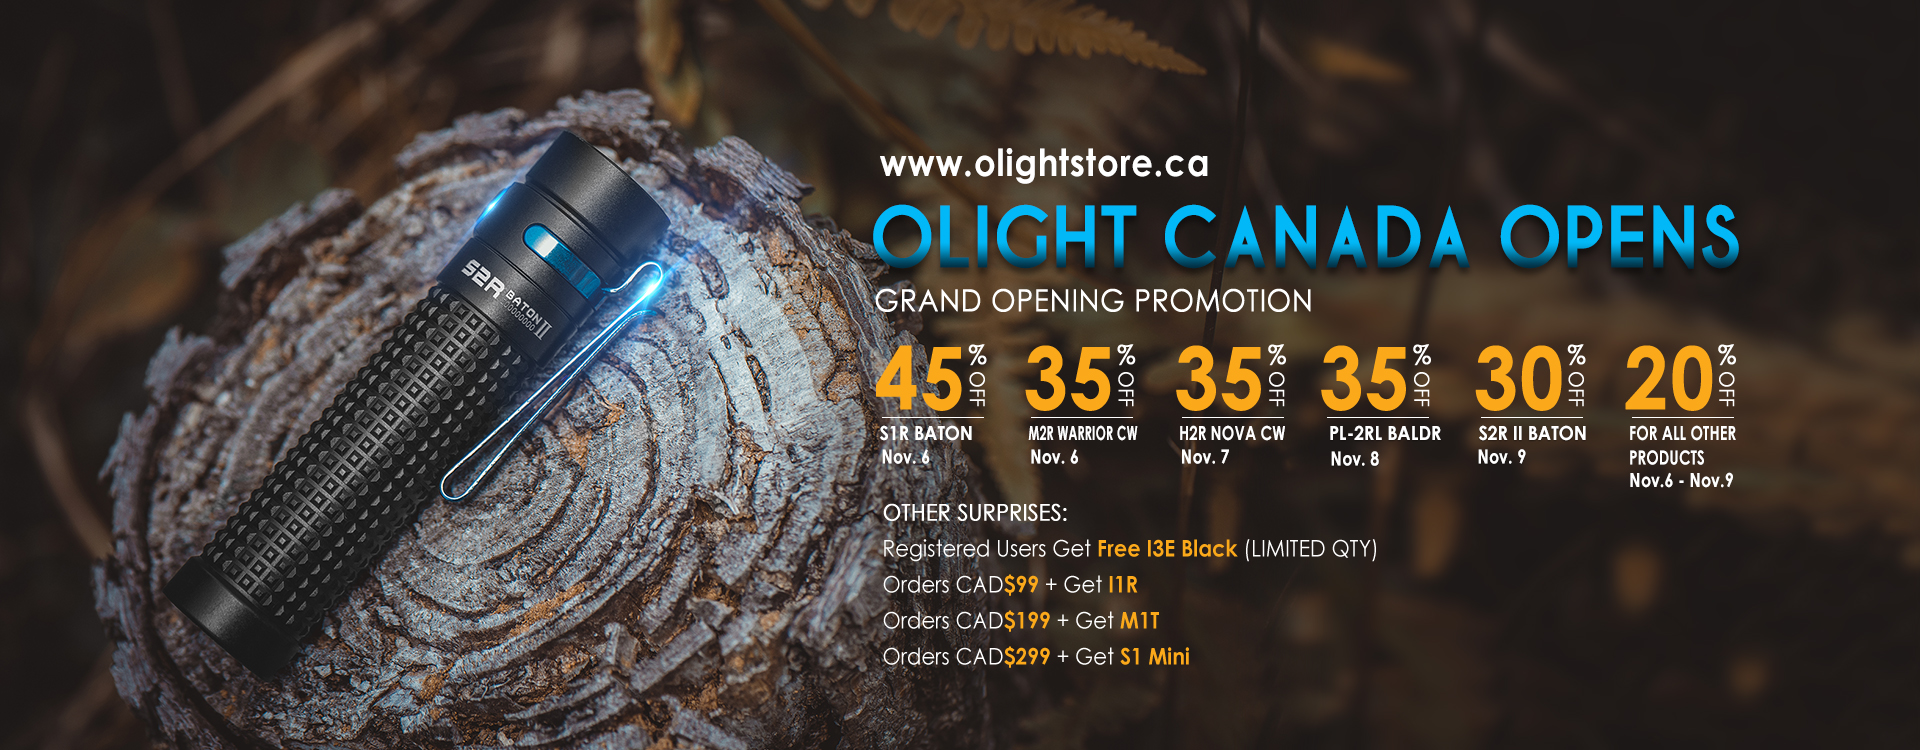 www.olightstore.ca
OLIGHT CANADA OPENS
GRAND OPENING PROMOTION
45% OFF
S1R BATON
Nov. 6
35% OFF
M2R WARRIOR CW
Nov. 6
35% OFF
H2R NOVA CW
Nov. 7
35% OFF
PL-2RL BALDR
Nov. 8
30% OFF
S2R II BATON
Nov. 9
20% OFF
FOR ALL OTHER
PRODUCTS
Nov.6 - Nov.9
OTHER SURPRISES:
Registered Users Get Free I3E Black (LIMITED QTY)
Orders CAD$99 + Get I1R
Orders CAD$199 + Get M1T
Orders CAD$299 + Get S1 Mini
S2R BATON II